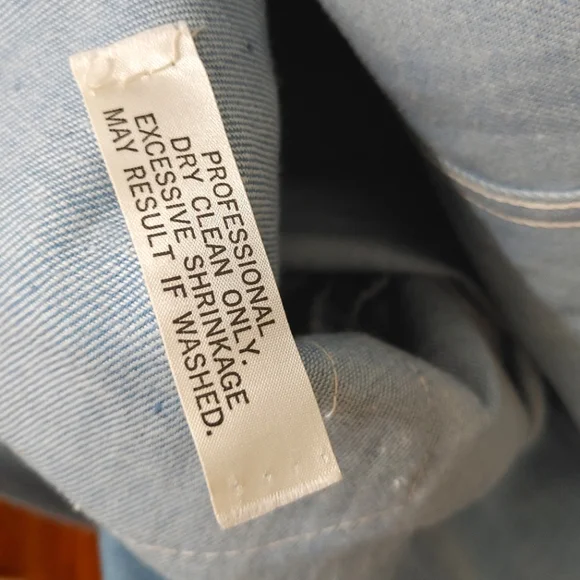 PROFESSIONAL
DRY CLEAN ONLY.
EXCESSIVE SHRINKAGE
MAY RESULT IF WASHED.